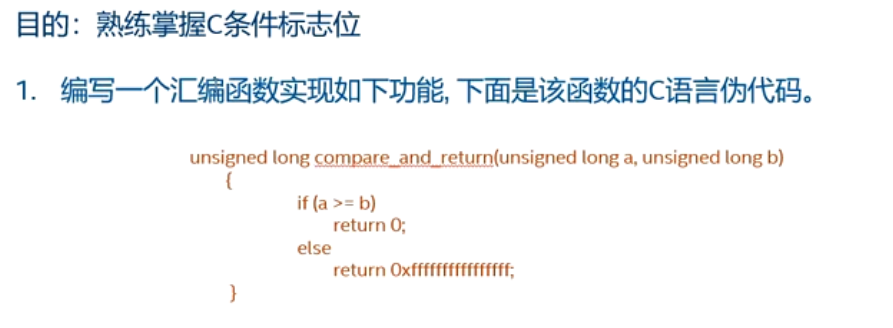 目的：熟练掌握C条件标志位
1. 编写一个汇编函数实现如下功能, 下面是该函数的C语言伪代码。
unsigned long compare_and_return(unsigned long a, unsigned long b)
{
if (a >= b)
return 0;
else
return 0xffffffffffffffff;
}